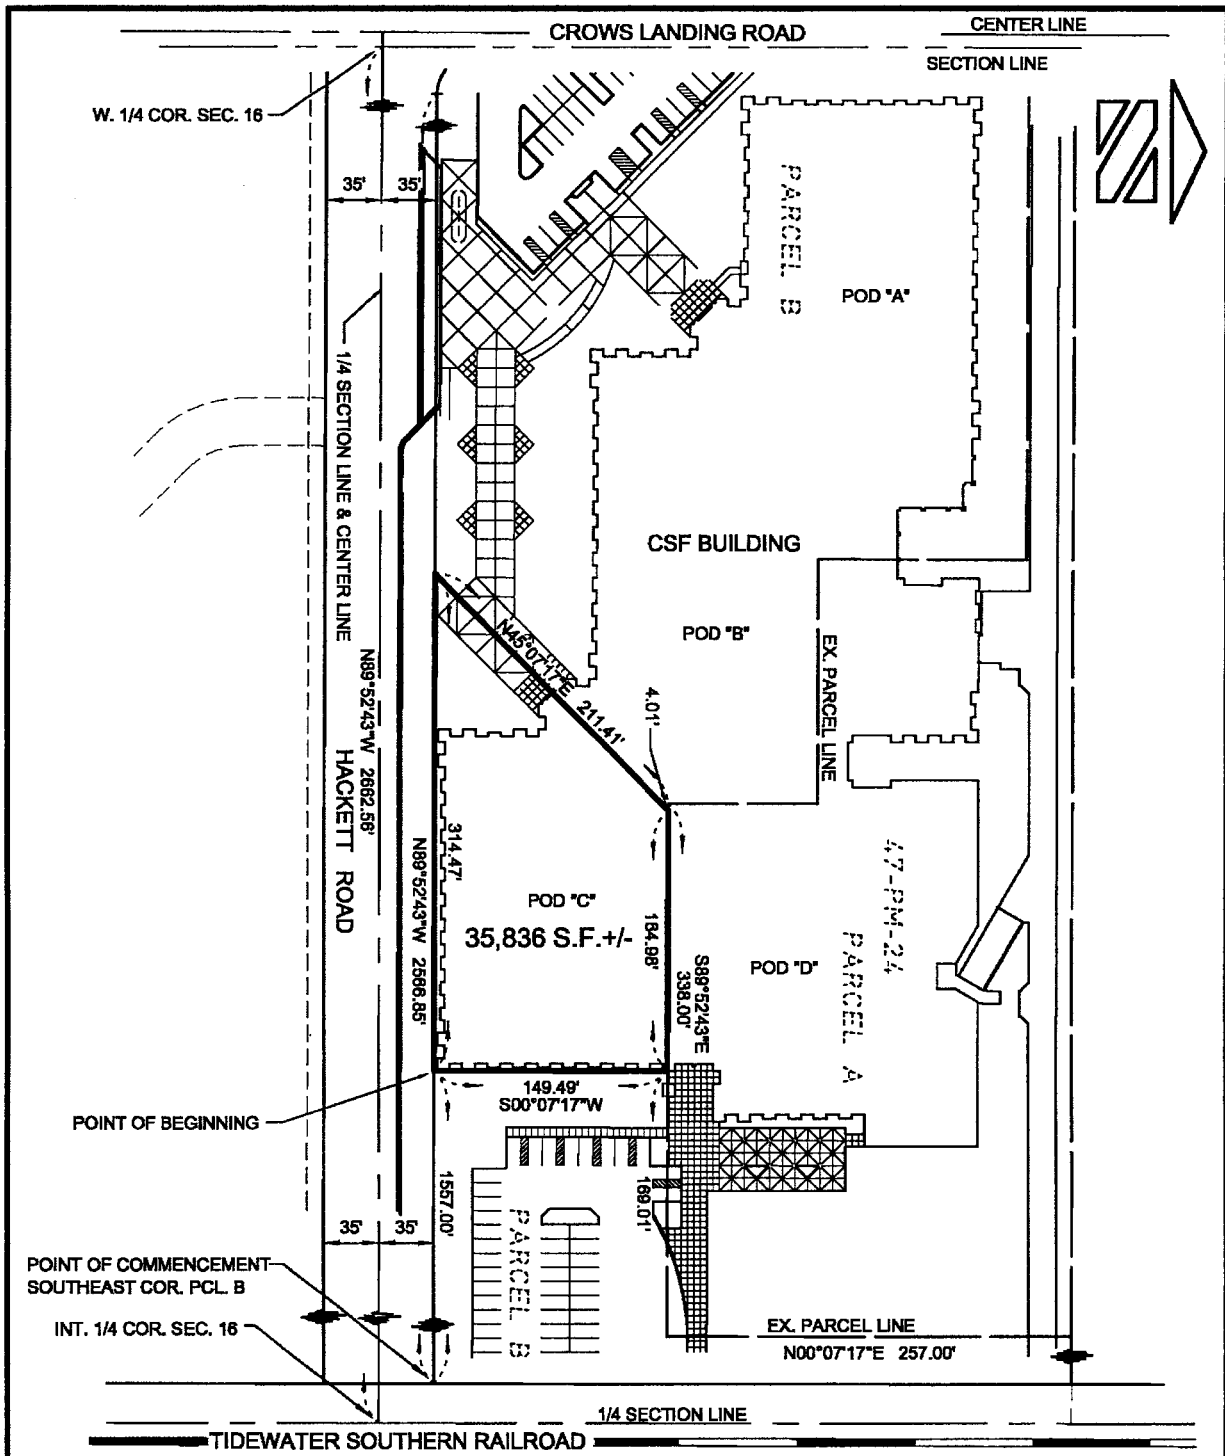 CROWS LANDING ROAD
CENTER LINE
SECTION LINE
W. 1/4 COR. SEC. 16
35' 35'
PARCEL B
POD "A"
1/4 SECTION LINE & CENTER LINE
N89°52'43"W 2662.56'
HACKETT ROAD
CSF BUILDING
POD "B"
EX. PARCEL LINE
N45°07'17"E 211.41'
4.01'
N89°52'43"W 2566.85'
314.47'
POD "C"
35,836 S.F.+/-
164.98'
S89°52'43"E
338.00'
POD "D"
47-PM-24
PARCEL A
POINT OF BEGINNING
149.49'
S00°07'17"W
1557.00'
169.01'
PARCEL B
35' 35'
POINT OF COMMENCEMENT
SOUTHEAST COR. PCL. B
INT. 1/4 COR. SEC. 16
EX. PARCEL LINE
N00°07'17"E 257.00'
1/4 SECTION LINE
TIDEWATER SOUTHERN RAILROAD